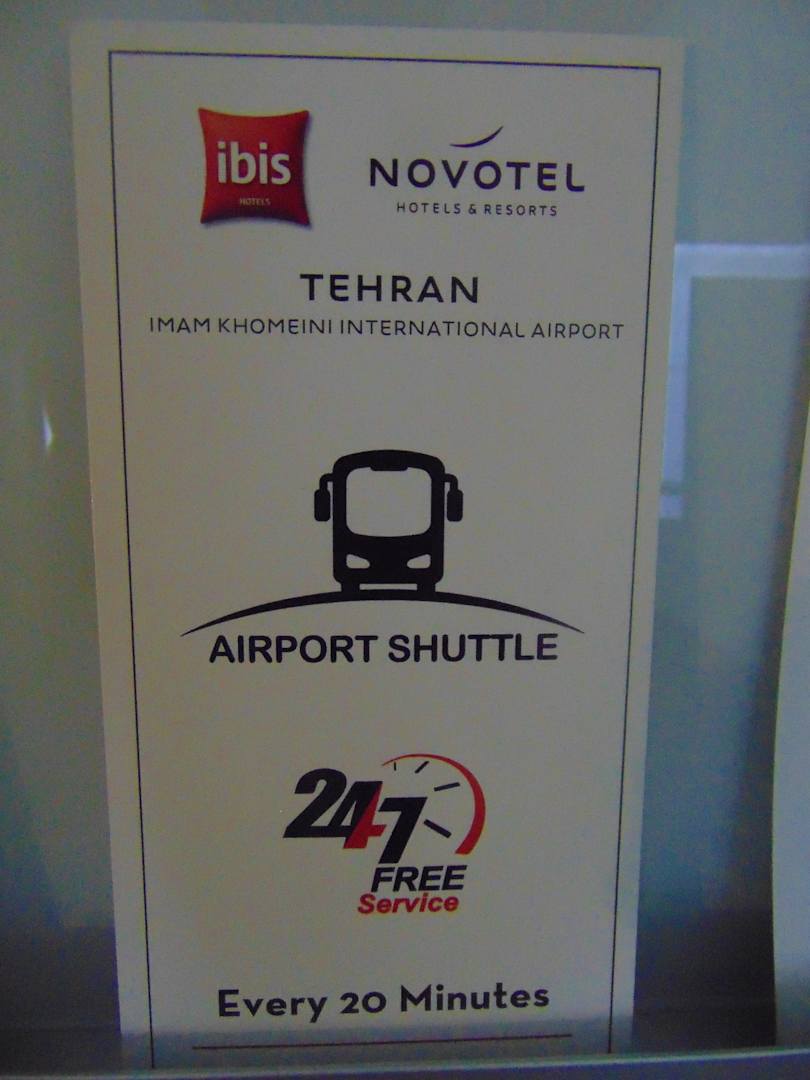 ibis
HOTELS
NOVOTEL
HOTELS & RESORTS
TEHRAN
IMAM KHOMEINI INTERNATIONAL AIRPORT
AIRPORT SHUTTLE
24/7
FREE
Service
Every 20 Minutes